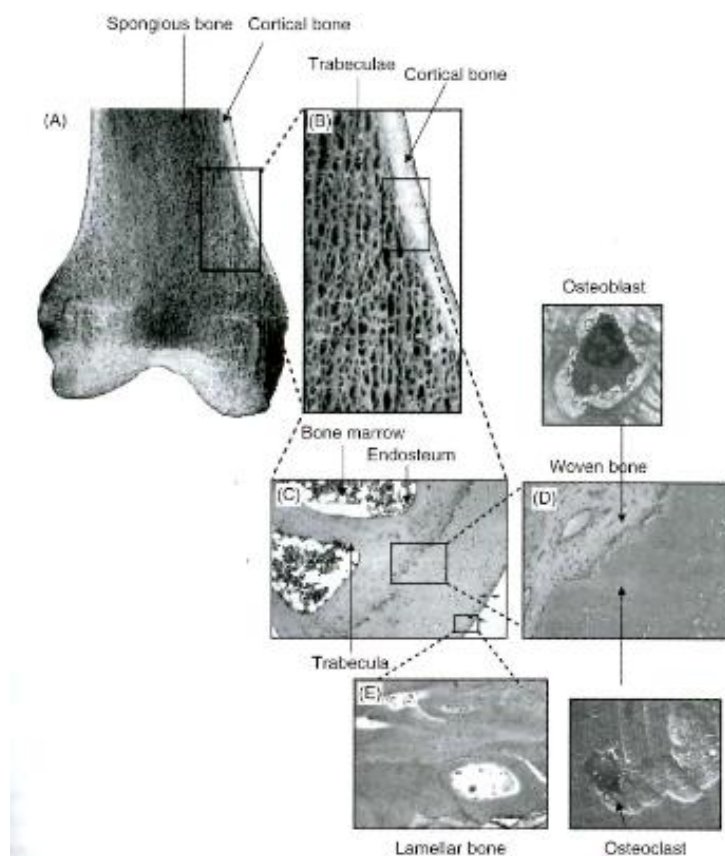 Spongious bone
Cortical bone
Trabeculae
Cortical bone
(A)
(B)
Osteoblast
Bone marrow
Endosteum
Woven bone
(C)
(D)
Trabecula
(E)
Lamellar bone
Osteoclast